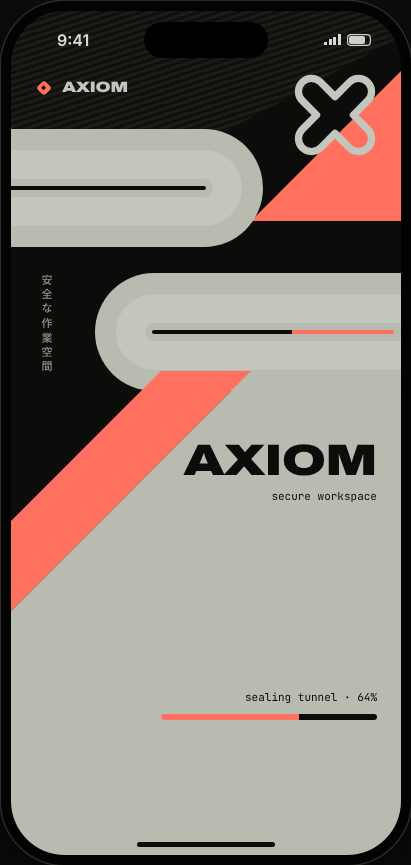 9:41
AXIOM
安全な作業空間
AXIOM
secure workspace
sealing tunnel · 64%